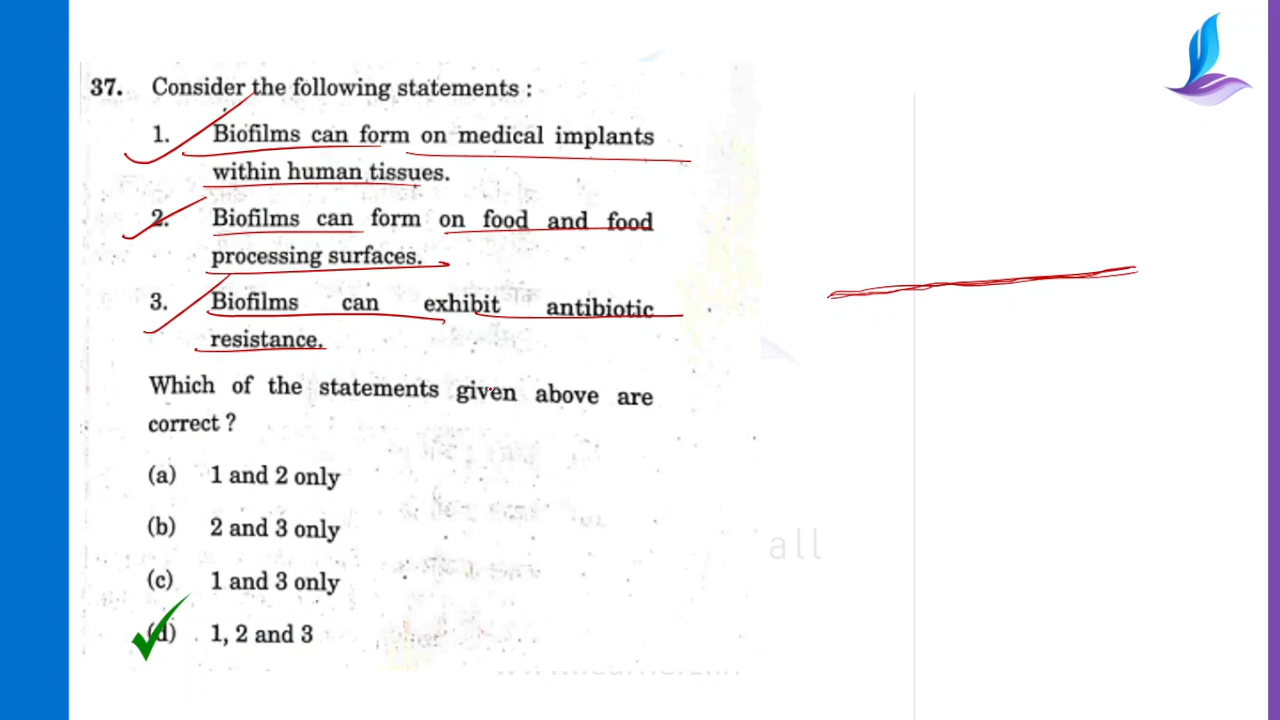 37. Consider the following statements :
1. Biofilms can form on medical implants
within human tissues.
2. Biofilms can form on food and food
processing surfaces.
3. Biofilms can exhibit antibiotic
resistance.
Which of the statements given above are
correct ?
(a) 1 and 2 only
(b) 2 and 3 only
(c) 1 and 3 only
(d) 1, 2 and 3
all